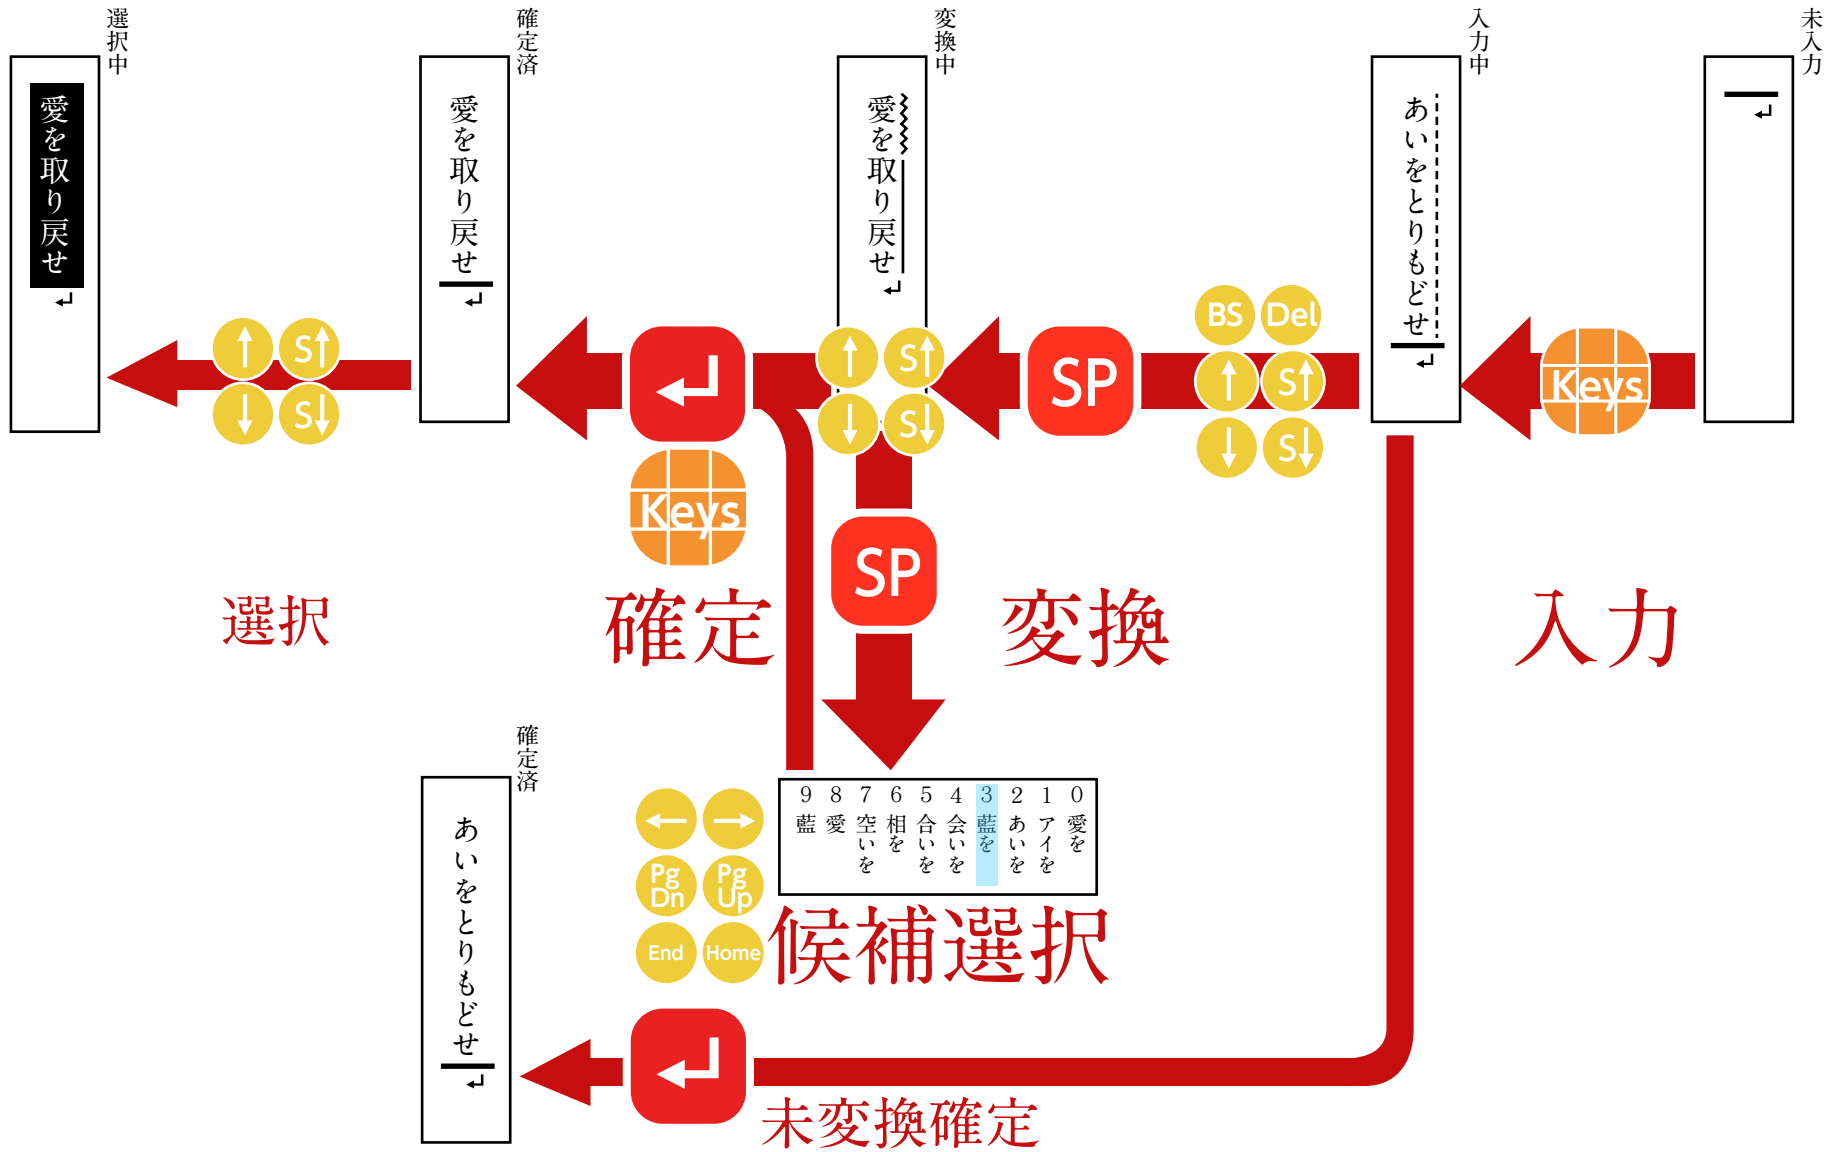 未入力
入力中
あいをとりもどせ
変換中
愛を取り戻せ
確定済
愛を取り戻せ
選択中
愛を取り戻せ
Keys
BS
Del
↑
S↑
↓
S↓
SP
↑
S↑
↓
S↓
Keys
↑
S↑
↓
S↓
SP
入力
変換
確定
選択
0 愛を
1 アイを
2 あいを
3 藍を
4 会いを
5 合いを
6 相を
7 空いを
8 愛
9 藍
候補選択
←
→
Pg Dn
Pg Up
End
Home
確定済
あいをとりもどせ
未変換確定